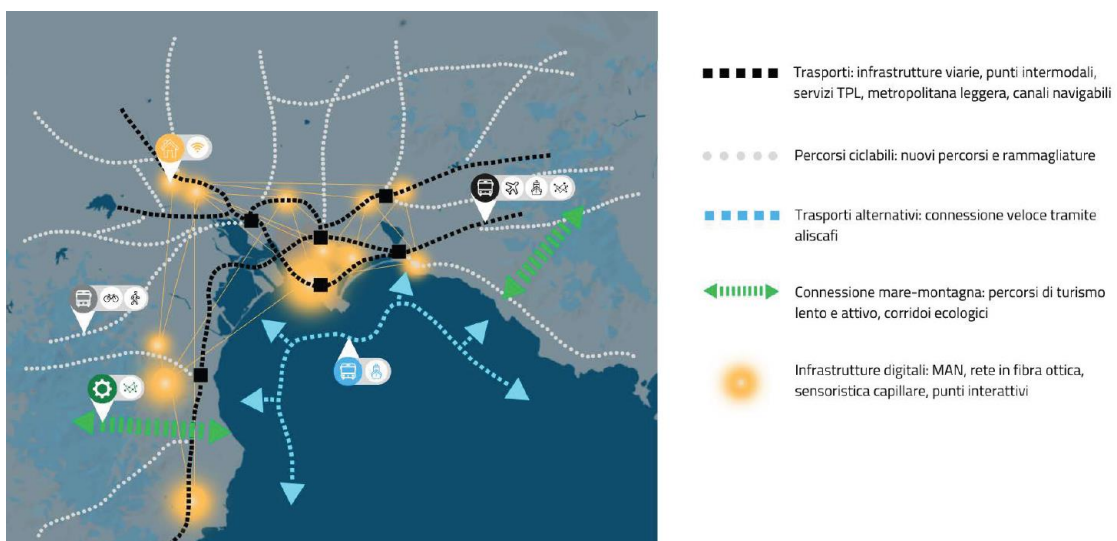 Trasporti: infrastrutture viarie, punti intermodali,
servizi TPL, metropolitana leggera, canali navigabili
Percorsi ciclabili: nuovi percorsi e rammagliature
Trasporti alternativi: connessione veloce tramite
aliscafi
Connessione mare-montagna: percorsi di turismo
lento e attivo, corridoi ecologici
Infrastrutture digitali: MAN, rete in fibra ottica,
sensoristica capillare, punti interattivi